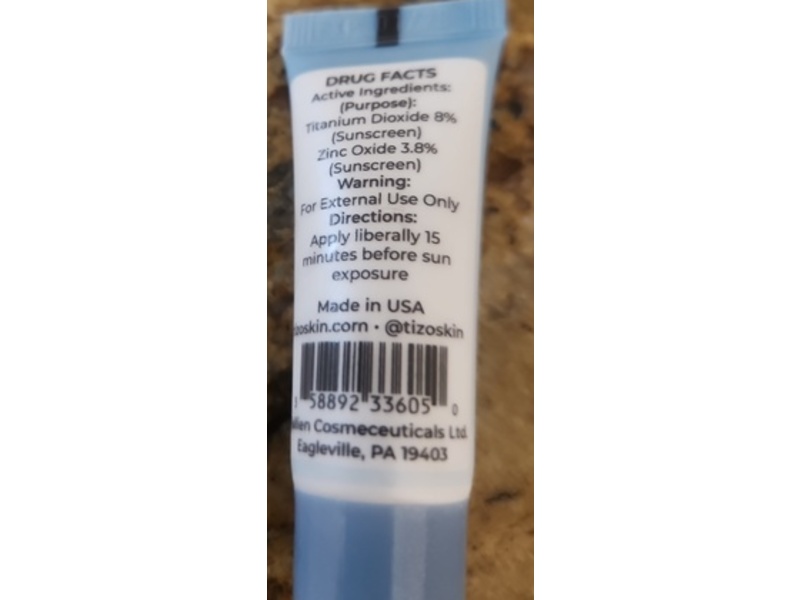 DRUG FACTS
Active Ingredients:
(Purpose):
Titanium Dioxide 8%
(Sunscreen)
Zinc Oxide 3.8%
(Sunscreen)
Warning:
For External Use Only
Directions:
Apply liberally 15
minutes before sun
exposure
Made in USA
izoskin.com • @tizoskin
58892 33605 0
Cosmeceuticals Ltd.
Eagleville, PA 19403